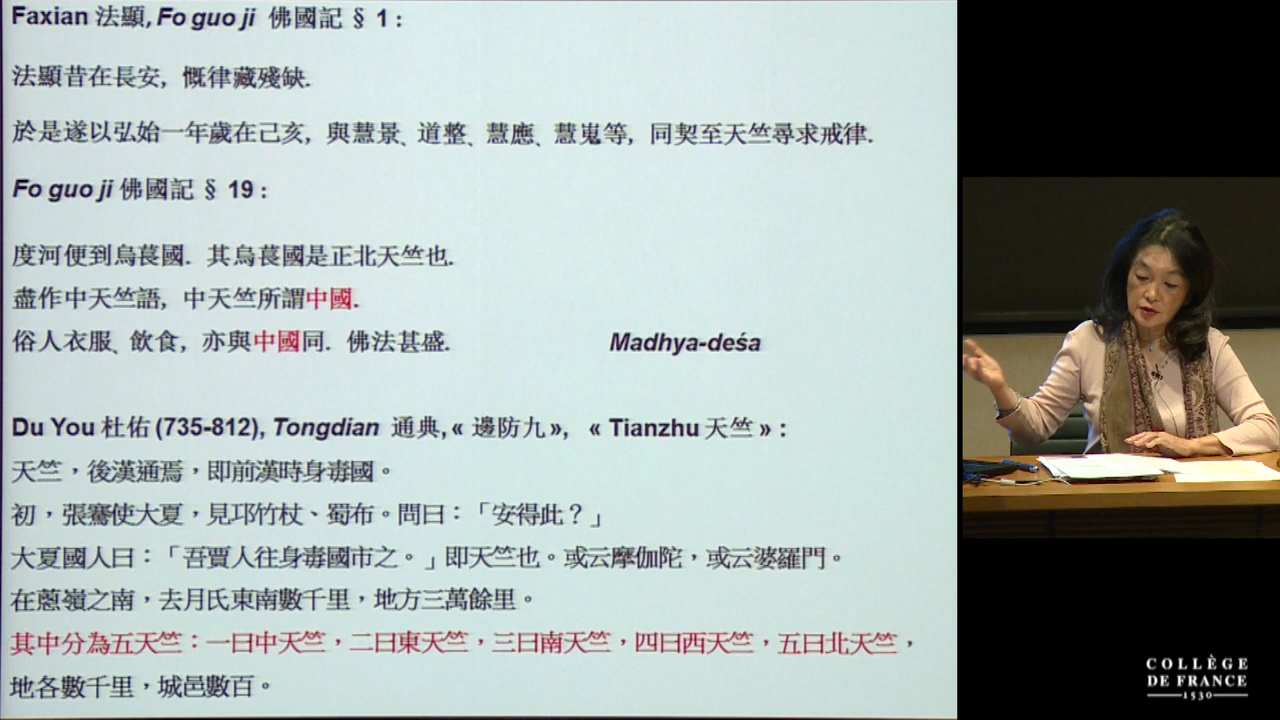 Faxian 法顯, Fo guo ji 佛國記 § 1 :
法顯昔在長安, 慨律藏殘缺.
於是遂以弘始一年歲在己亥, 與慧景、道整、慧應、慧嵬等, 同契至天竺尋求戒律.
Fo guo ji 佛國記 § 19 :
度河便到烏萇國. 其烏萇國是正北天竺也.
盡作中天竺語, 中天竺所謂中國.
俗人衣服、飲食, 亦與中國同. 佛法甚盛. Madhya-deśa
Du You 杜佑 (735-812), Tongdian 通典, « 邊防九», « Tianzhu 天竺 » :
天竺，後漢通焉，即前漢時身毒國。
初，張騫使大夏，見邛竹杖、蜀布。問曰：「安得此？」
大夏國人曰：「吾賈人往身毒國市之。」即天竺也。或云摩伽陀，或云婆羅門。
在蔥嶺之南，去月氏東南數千里，地方三萬餘里。
其中分為五天竺：一曰中天竺，二曰東天竺，三曰南天竺，四曰西天竺，五曰北天竺，
地各數千里，城邑數百。
COLLÈGE
DE FRANCE
1530